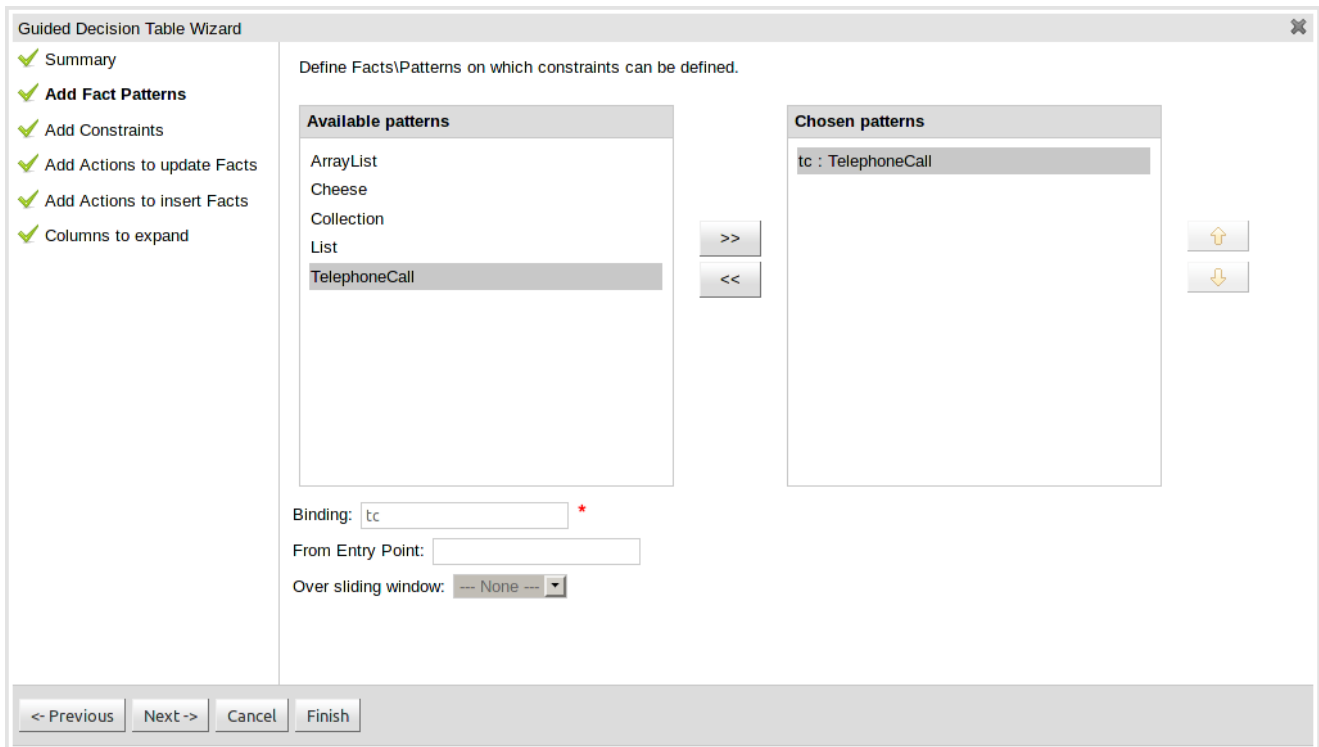 Guided Decision Table Wizard
Summary
Add Fact Patterns
Add Constraints
Add Actions to update Facts
Add Actions to insert Facts
Columns to expand
Define Facts\Patterns on which constraints can be defined.
Available patterns
ArrayList
Cheese
Collection
List
TelephoneCall
>>
<<
Chosen patterns
tc : TelephoneCall
Binding: tc *
From Entry Point:
Over sliding window: --- None ---
<- Previous Next -> Cancel Finish